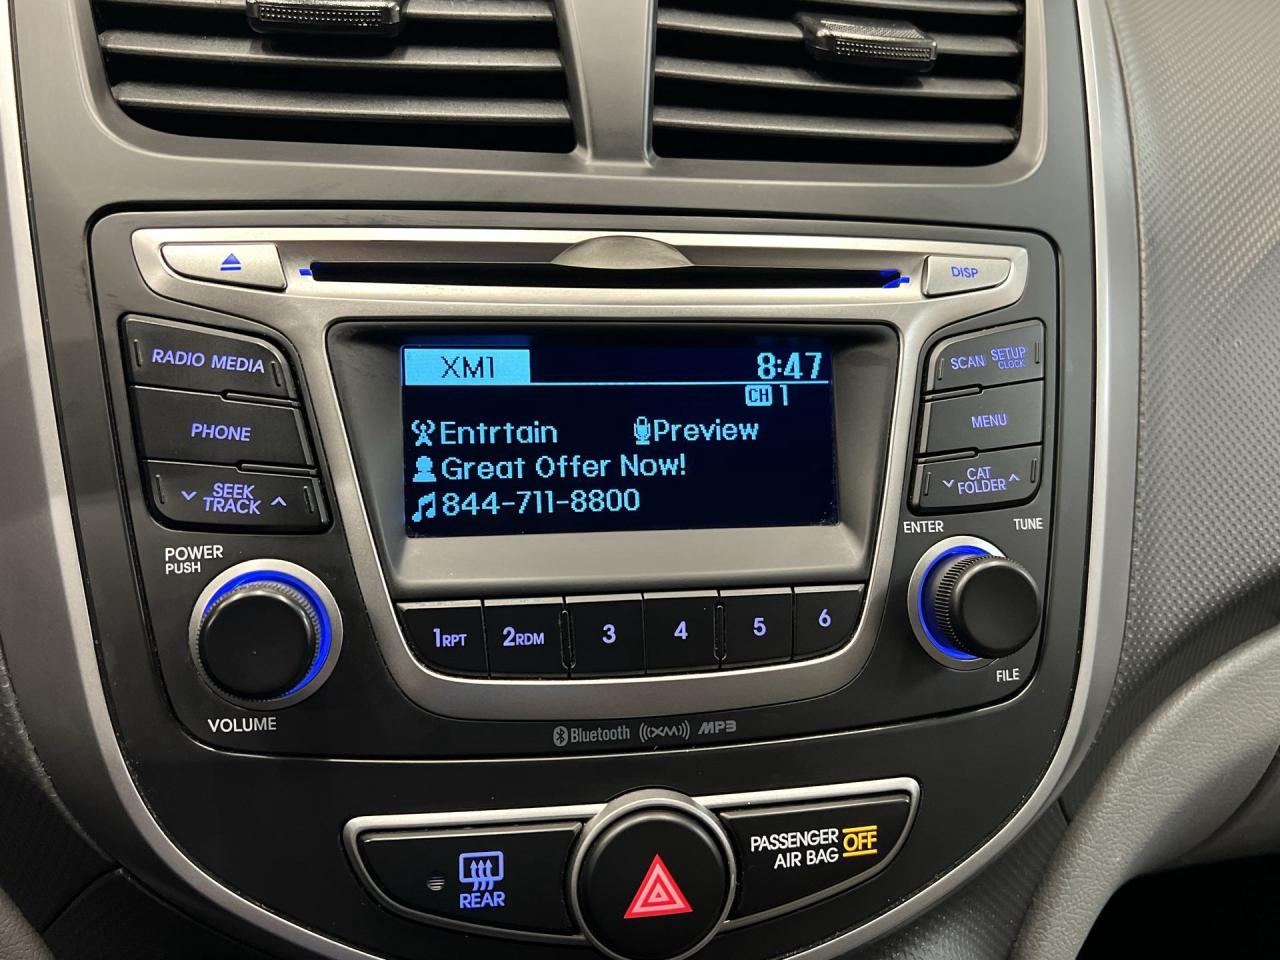 DISP
RADIO MEDIA
PHONE
SEEK
TRACK
POWER
PUSH
VOLUME
XM1 8:47
CH 1
Entrtain Preview
Great Offer Now!
844-711-8800
SCAN SETUP
CLOCK
MENU
CAT
FOLDER
ENTER TUNE
FILE
1RPT 2RDM 3 4 5 6
Bluetooth ((XM)) MP3
REAR
PASSENGER
AIR BAG OFF